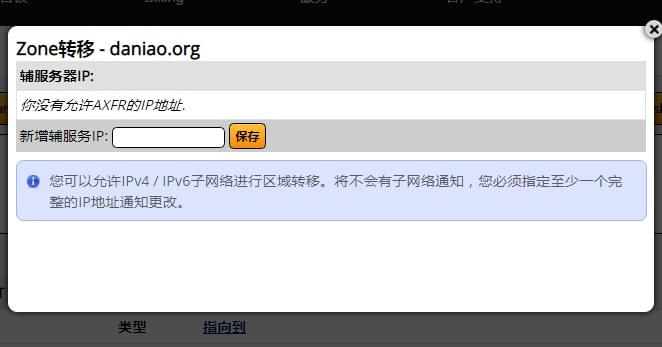 Billing
服务
Zone转移 - daniao.org
辅服务器IP:
你没有允许AXFR的IP地址.
新增辅服务IP: 保存
您可以允许IPv4 / IPv6子网络进行区域转移。将不会有子网络通知，您必须指定至少一个完
整的IP地址通知更改。
类型 指向到